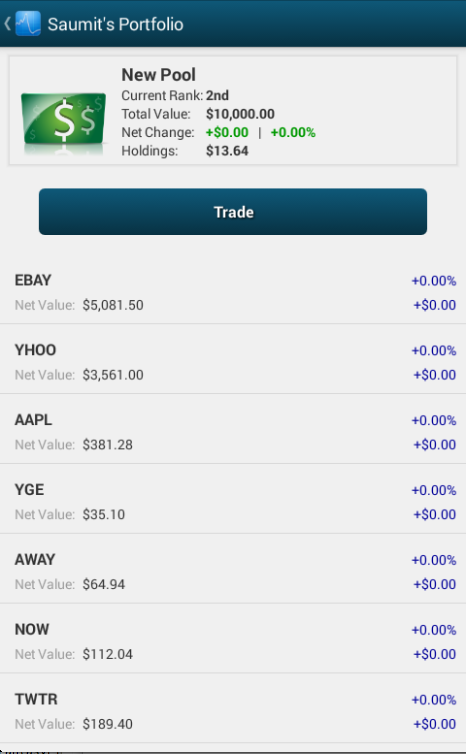 Saumit's Portfolio
New Pool
Current Rank: 2nd
Total Value: $10,000.00
Net Change: +$0.00 | +0.00%
Holdings: $13.64
Trade
EBAY +0.00%
Net Value: $5,081.50 +$0.00
YHOO +0.00%
Net Value: $3,561.00 +$0.00
AAPL +0.00%
Net Value: $381.28 +$0.00
YGE +0.00%
Net Value: $35.10 +$0.00
AWAY +0.00%
Net Value: $64.94 +$0.00
NOW +0.00%
Net Value: $112.04 +$0.00
TWTR +0.00%
Net Value: $189.40 +$0.00